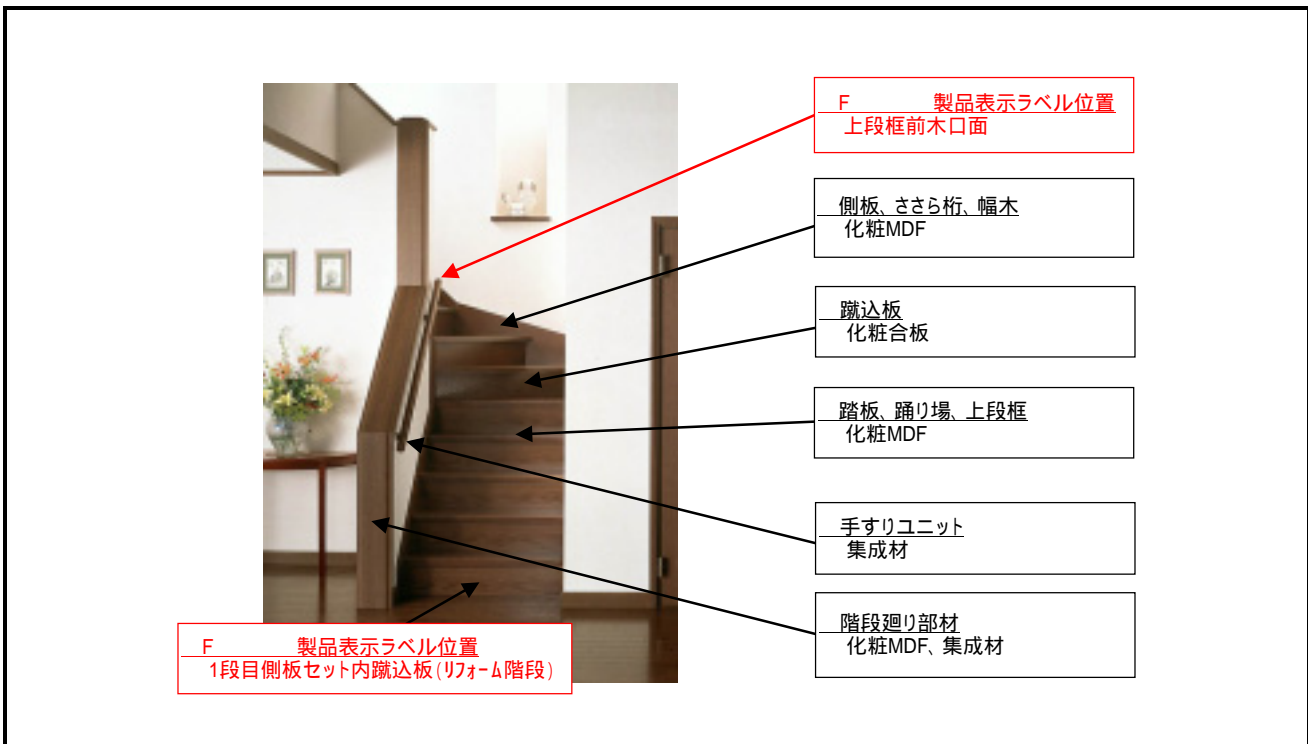 F 製品表示ラベル位置
上段框前木口面
側板、ささら桁、幅木
化粧MDF
蹴込板
化粧合板
踏板、踊り場、上段框
化粧MDF
手すりユニット
集成材
階段廻り部材
化粧MDF、集成材
F 製品表示ラベル位置
1段目側板セット内蹴込板(リフォーム階段)